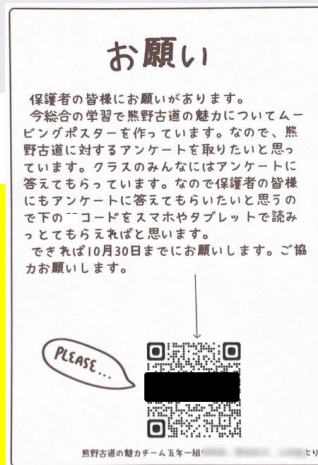 お願い
保護者の皆様にお願いがあります。
今総合の学習で熊野古道の魅力についてムー
ビングポスターを作っています。なので、熊
野古道に対するアンケートを取りたいと思っ
ています。クラスのみんなにはアンケートに
答えてもらっています。なので保護者の皆様
にもアンケートに答えてもらいたいと思うの
で下の コードをスマホやタブレットで読み
っとてもらえればと思います。
できれば10月30日までにお願いします。ご協
力お願いします。
PLEASE...
熊野古道の魅力チーム五年一組
より